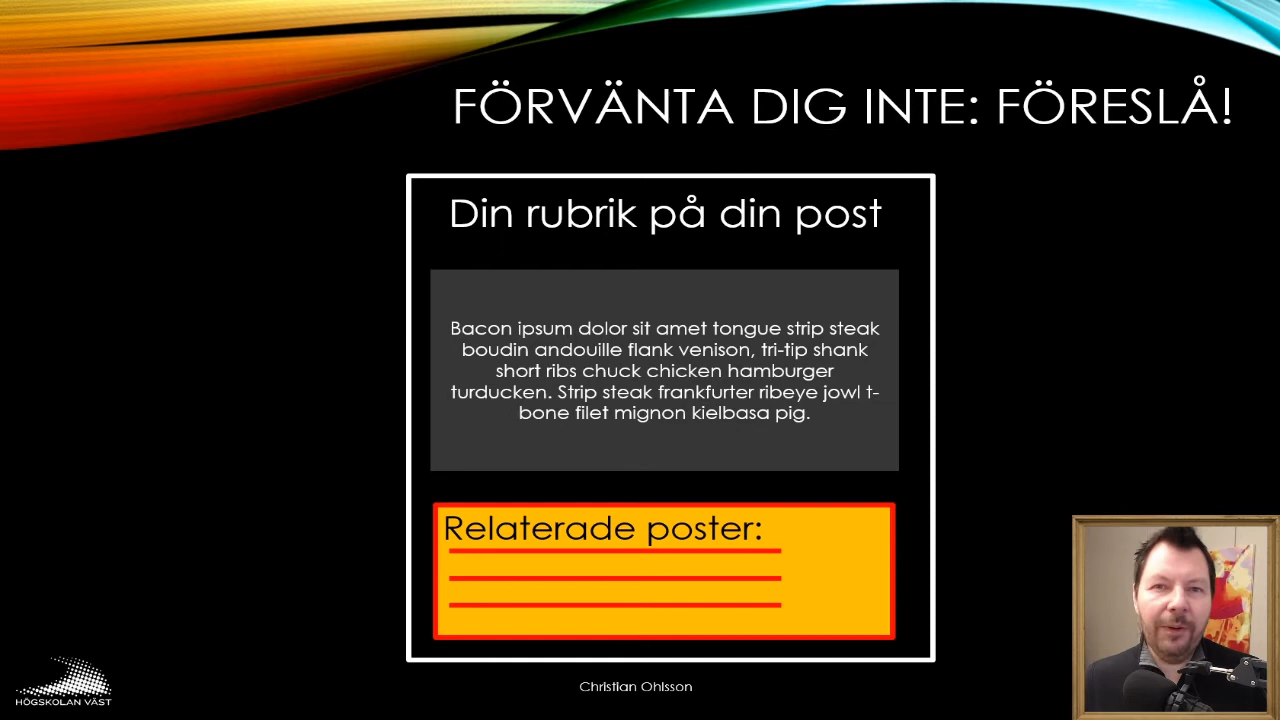 FÖRVÄNTA DIG INTE: FÖRESLÅ!
Din rubrik på din post
Bacon ipsum dolor sit amet tongue strip steak
boudin andouille flank venison, tri-tip shank
short ribs chuck chicken hamburger
turducken. Strip steak frankfurter ribeye jowl t-
bone filet mignon kielbasa pig.
Relaterade poster:
Christian Ohlsson
HÖGSKOLAN VÄST